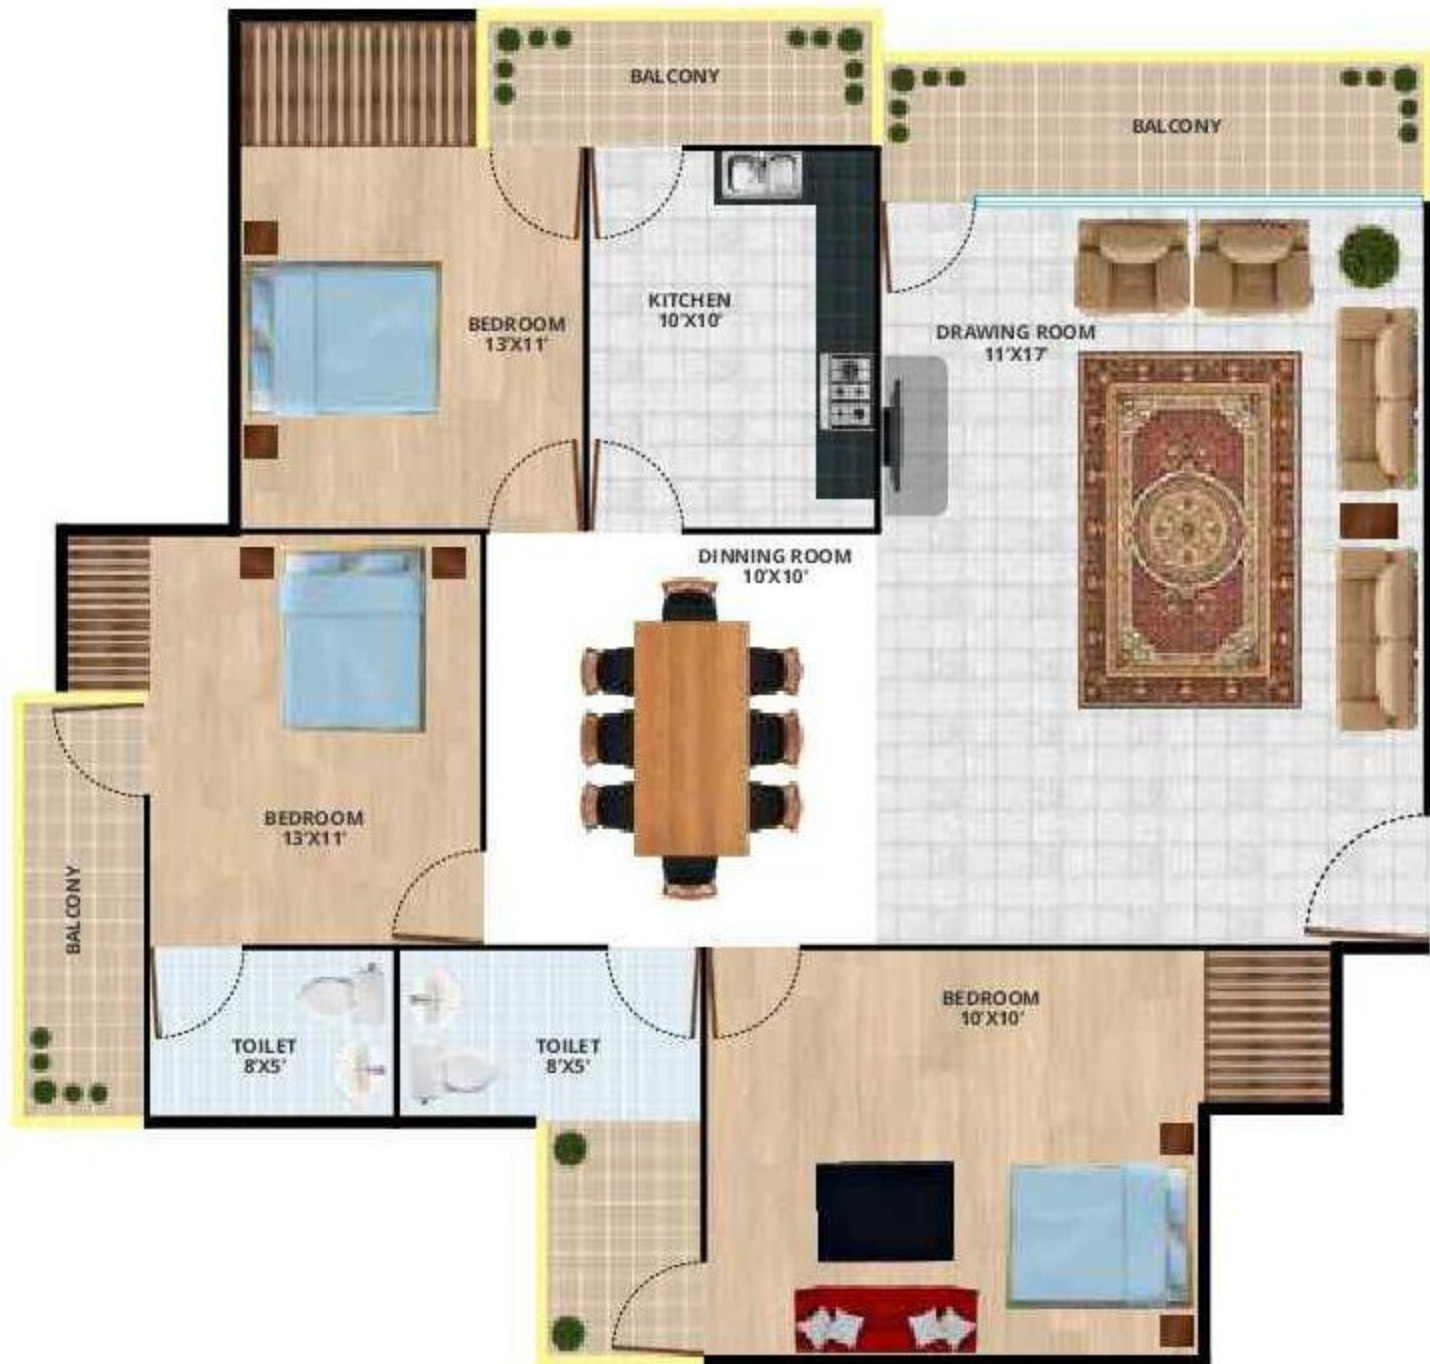 BALCONY
BALCONY
BEDROOM
13'X11'
KITCHEN
10'X10'
DRAWING ROOM
11'X17'
DINNING ROOM
10'X10'
BEDROOM
13'X11'
BALCONY
TOILET
8'X5'
TOILET
8'X5'
BEDROOM
10'X10'